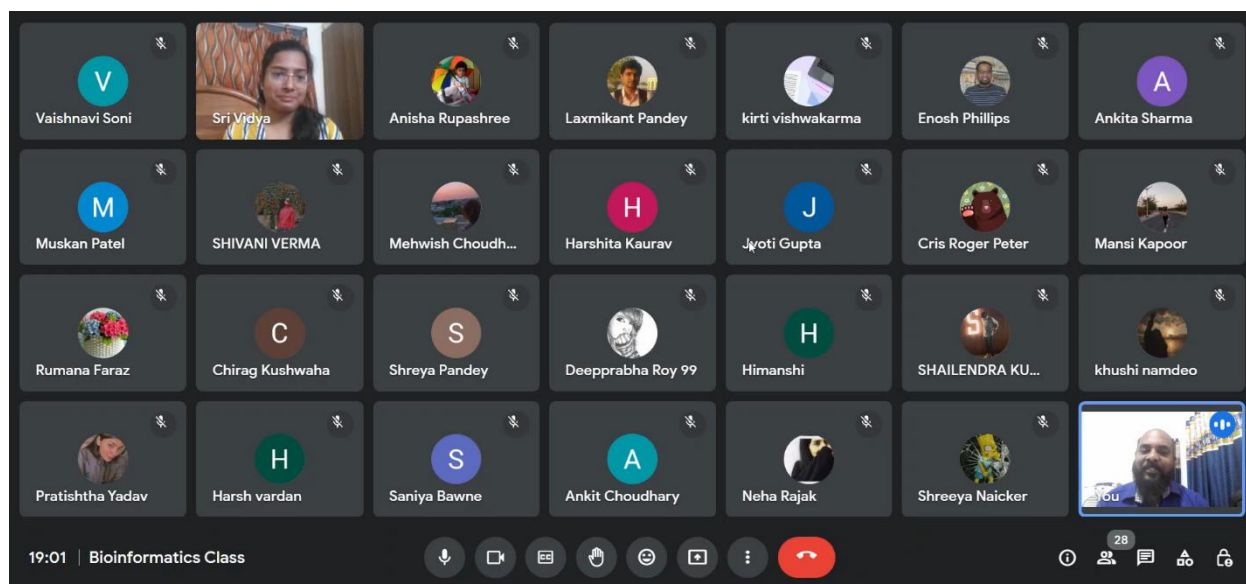 V
Vaishnavi Soni
Sri Vidya
Anisha Rupashree
Laxmikant Pandey
kirti vishwakarma
Enosh Phillips
A
Ankita Sharma
M
Muskan Patel
SHIVANI VERMA
Mehwish Choudh...
H
Harshita Kaurav
J
Jyoti Gupta
Cris Roger Peter
Mansi Kapoor
Rumana Faraz
C
Chirag Kushwaha
S
Shreya Pandey
Deepprabha Roy 99
H
Himanshi
SHAILENDRA KU...
khushi namdeo
Pratishtha Yadav
H
Harsh vardan
S
Saniya Bawne
A
Ankit Choudhary
Neha Rajak
Shreeya Naicker
You
19:01 | Bioinformatics Class
CC
28